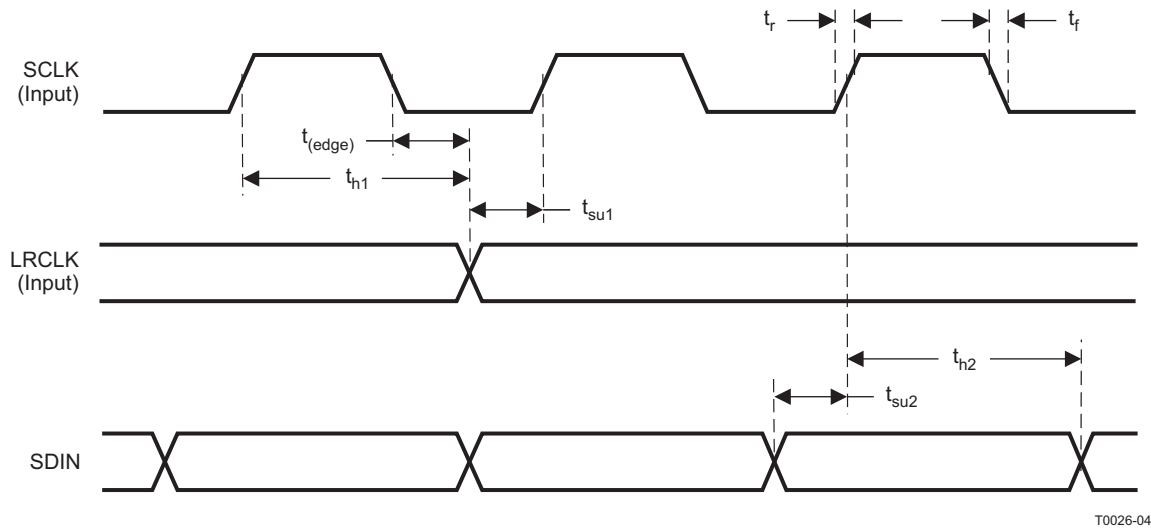 t_r
t_f
SCLK
(Input)
t_(edge)
t_h1
t_su1
LRCLK
(Input)
t_h2
t_su2
SDIN
T0026-04